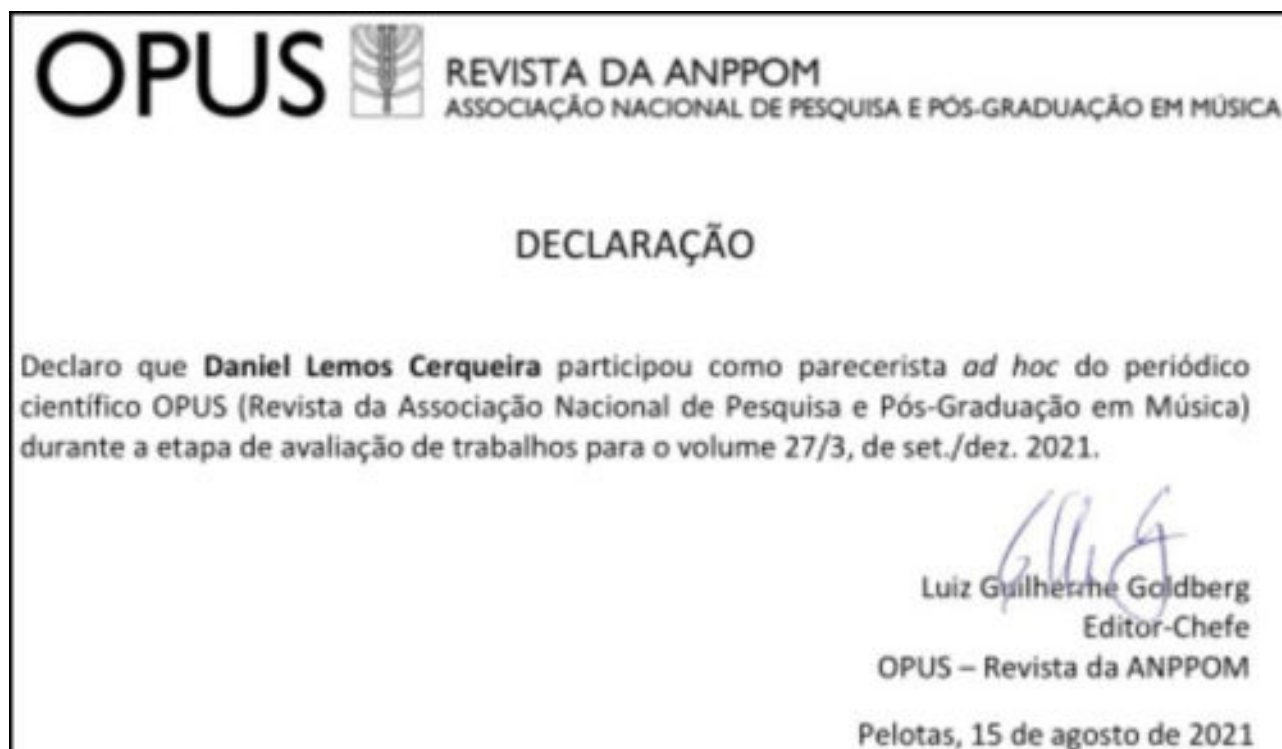 OPUS
REVISTA DA ANPPOM
ASSOCIAÇÃO NACIONAL DE PESQUISA E PÓS-GRADUAÇÃO EM MÚSICA
DECLARAÇÃO
Declaro que Daniel Lemos Cerqueira participou como parecerista ad hoc do periódico
científico OPUS (Revista da Associação Nacional de Pesquisa e Pós-Graduação em Música)
durante a etapa de avaliação de trabalhos para o volume 27/3, de set./dez. 2021.
Luiz Guilherme Goldberg
Editor-Chefe
OPUS – Revista da ANPPOM
Pelotas, 15 de agosto de 2021